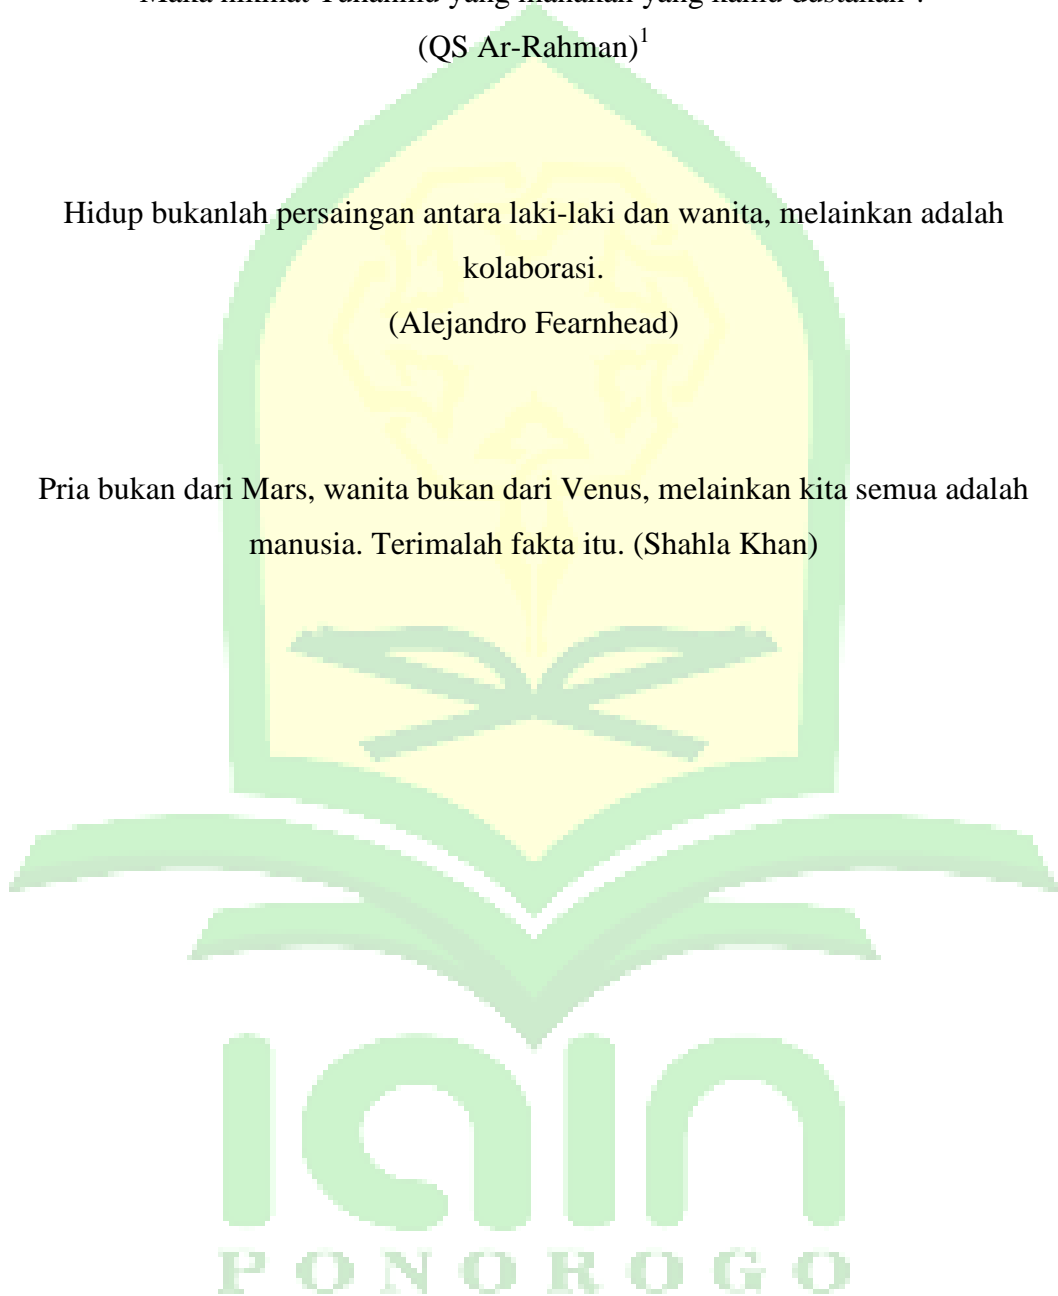 Maka nikmat Tuhanmu yang manakah yang kamu dustakan
(QS Ar-Rahman)1
Hidup bukanlah persaingan antara laki-laki dan wanita, melainkan adalah
kolaborasi.
(Alejandro Fearnhead)
Pria bukan dari Mars, wanita bukan dari Venus, melainkan kita semua adalah
manusia. Terimalah fakta itu. (Shahla Khan)
iain
PONOROGO